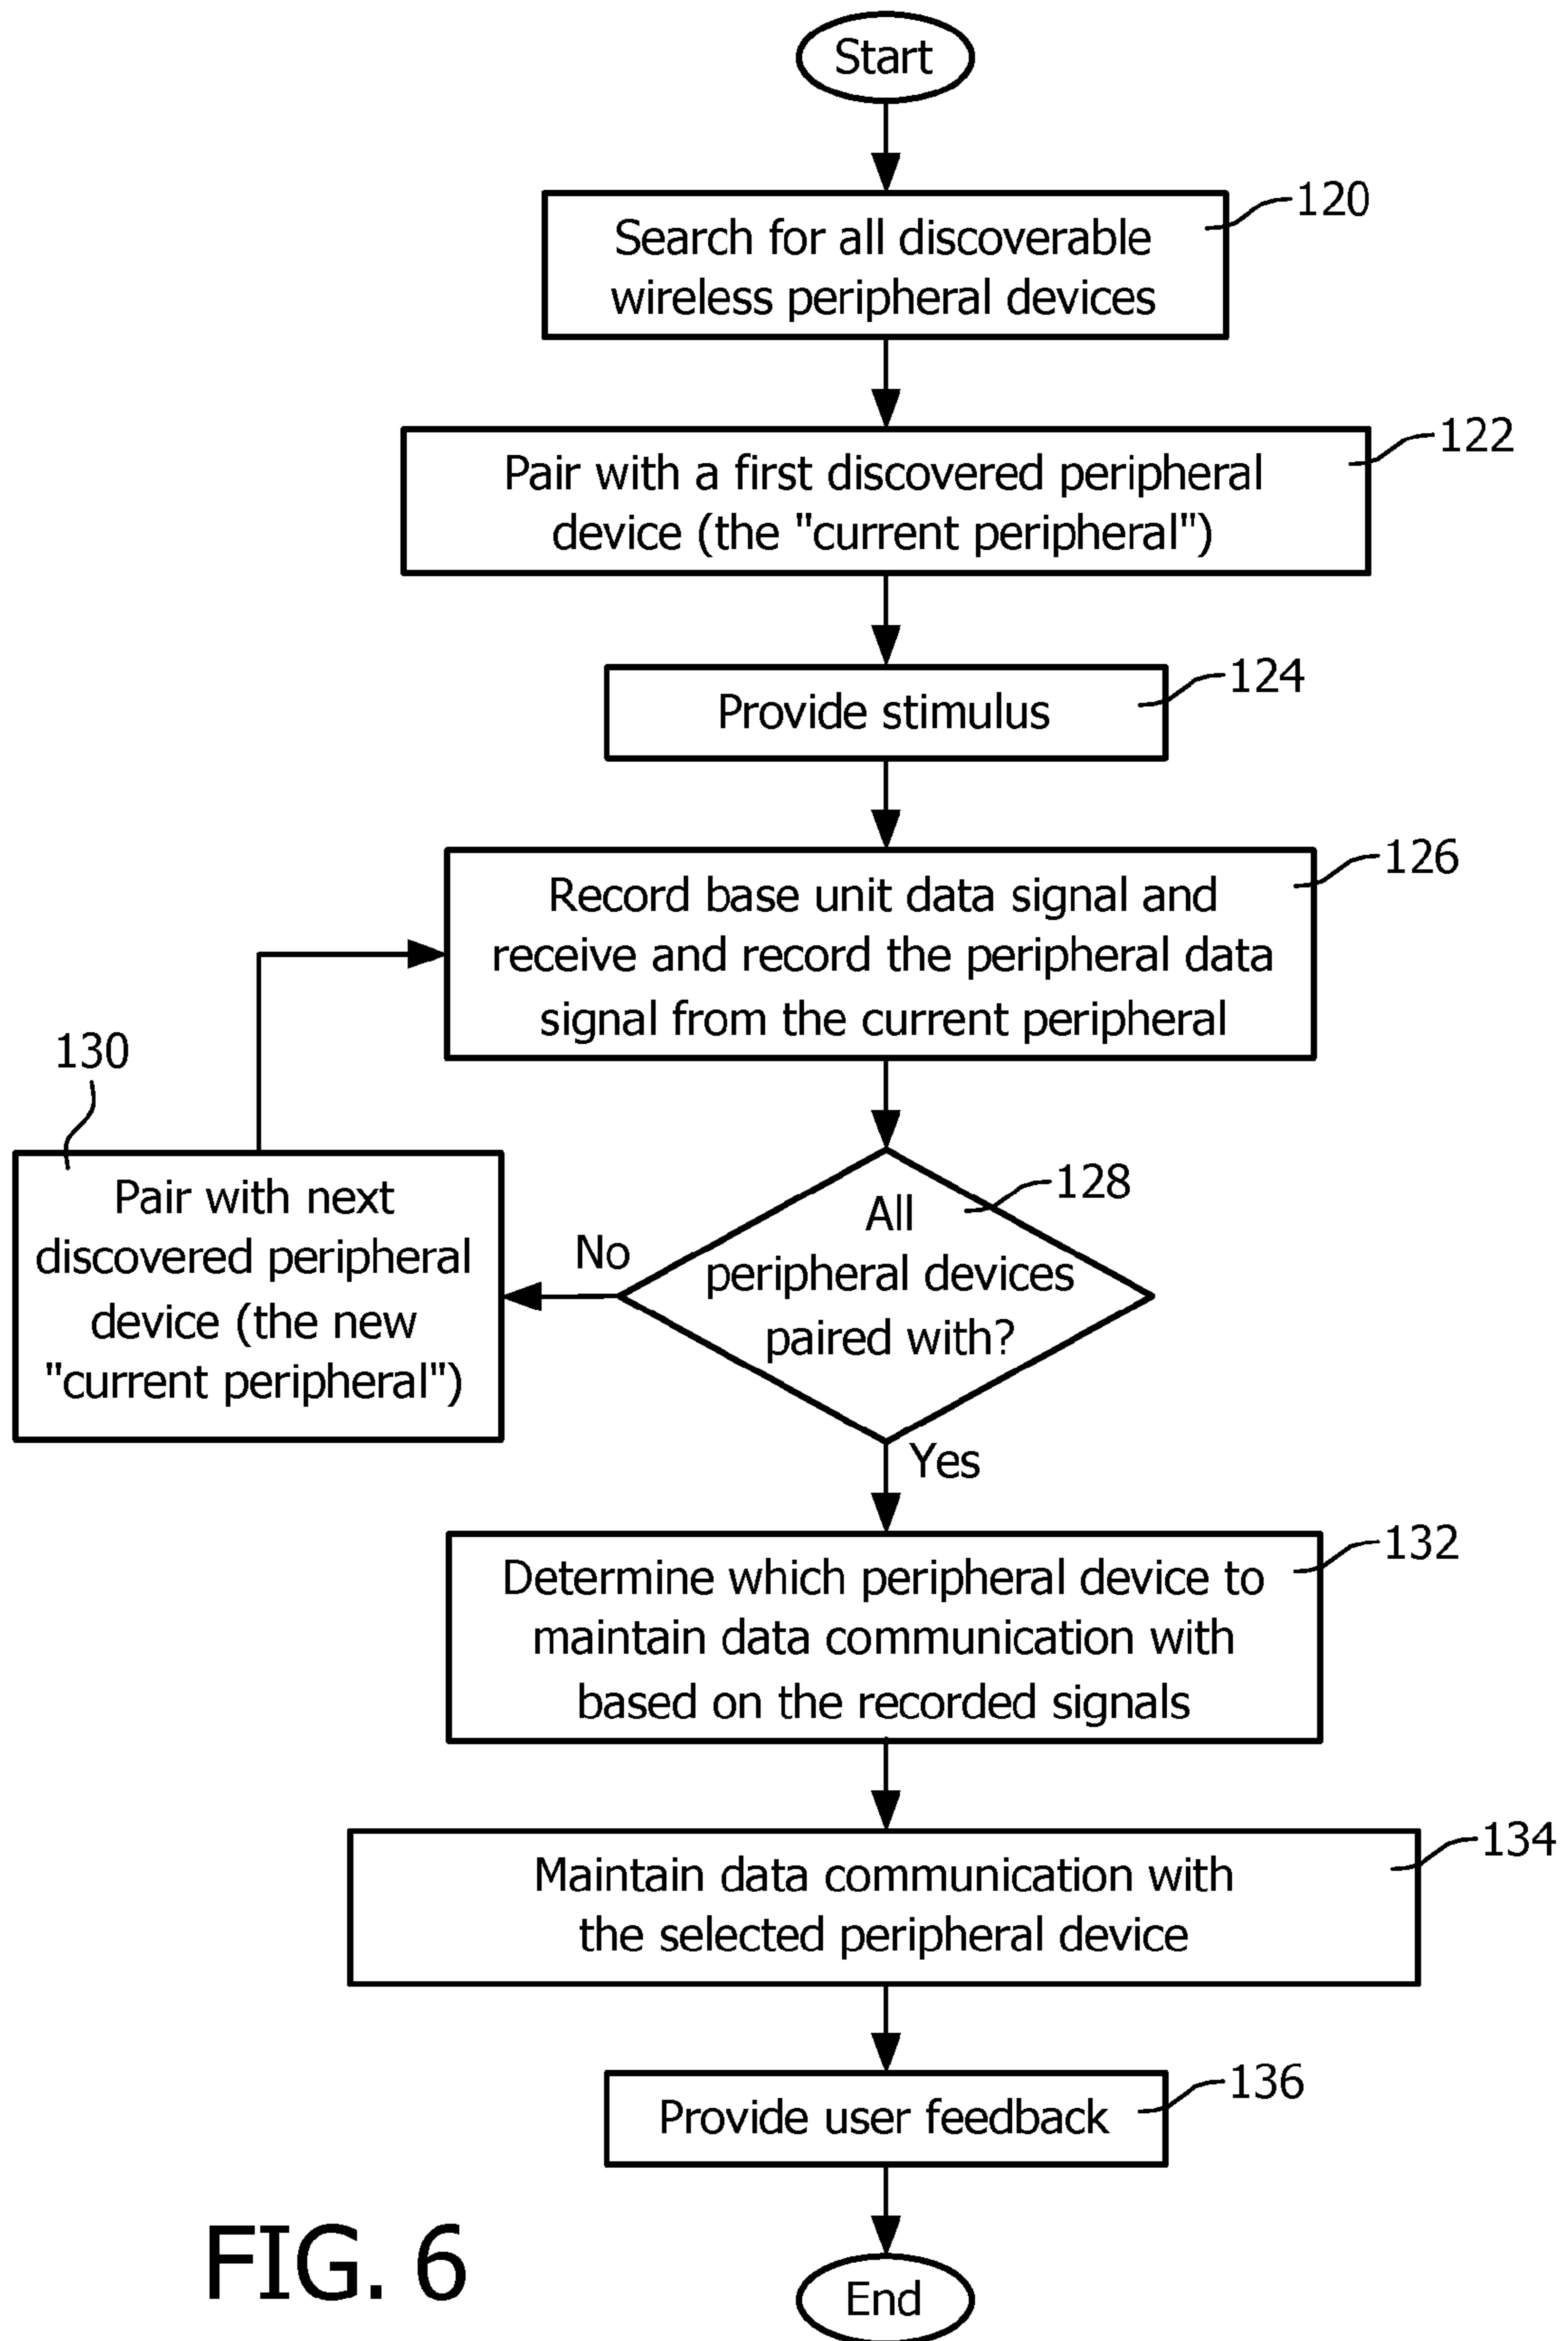 Start
120
Search for all discoverable
wireless peripheral devices
122
Pair with a first discovered peripheral
device (the "current peripheral")
124
Provide stimulus
126
Record base unit data signal and
receive and record the peripheral data
signal from the current peripheral
130
Pair with next
discovered peripheral
device (the new
"current peripheral")
No
128
All
peripheral devices
paired with?
Yes
132
Determine which peripheral device to
maintain data communication with
based on the recorded signals
134
Maintain data communication with
the selected peripheral device
136
Provide user feedback
End
FIG. 6